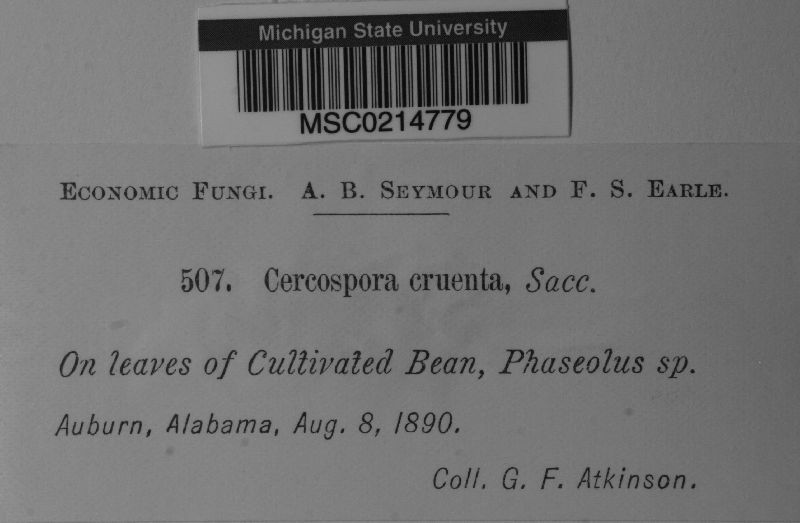 Michigan State University
MSC0214779
Economic Fungi. A. B. Seymour and F. S. Earle.
507. Cercospora cruenta, Sacc.
On leaves of Cultivated Bean, Phaseolus sp.
Auburn, Alabama, Aug. 8, 1890.
Coll. G. F. Atkinson.